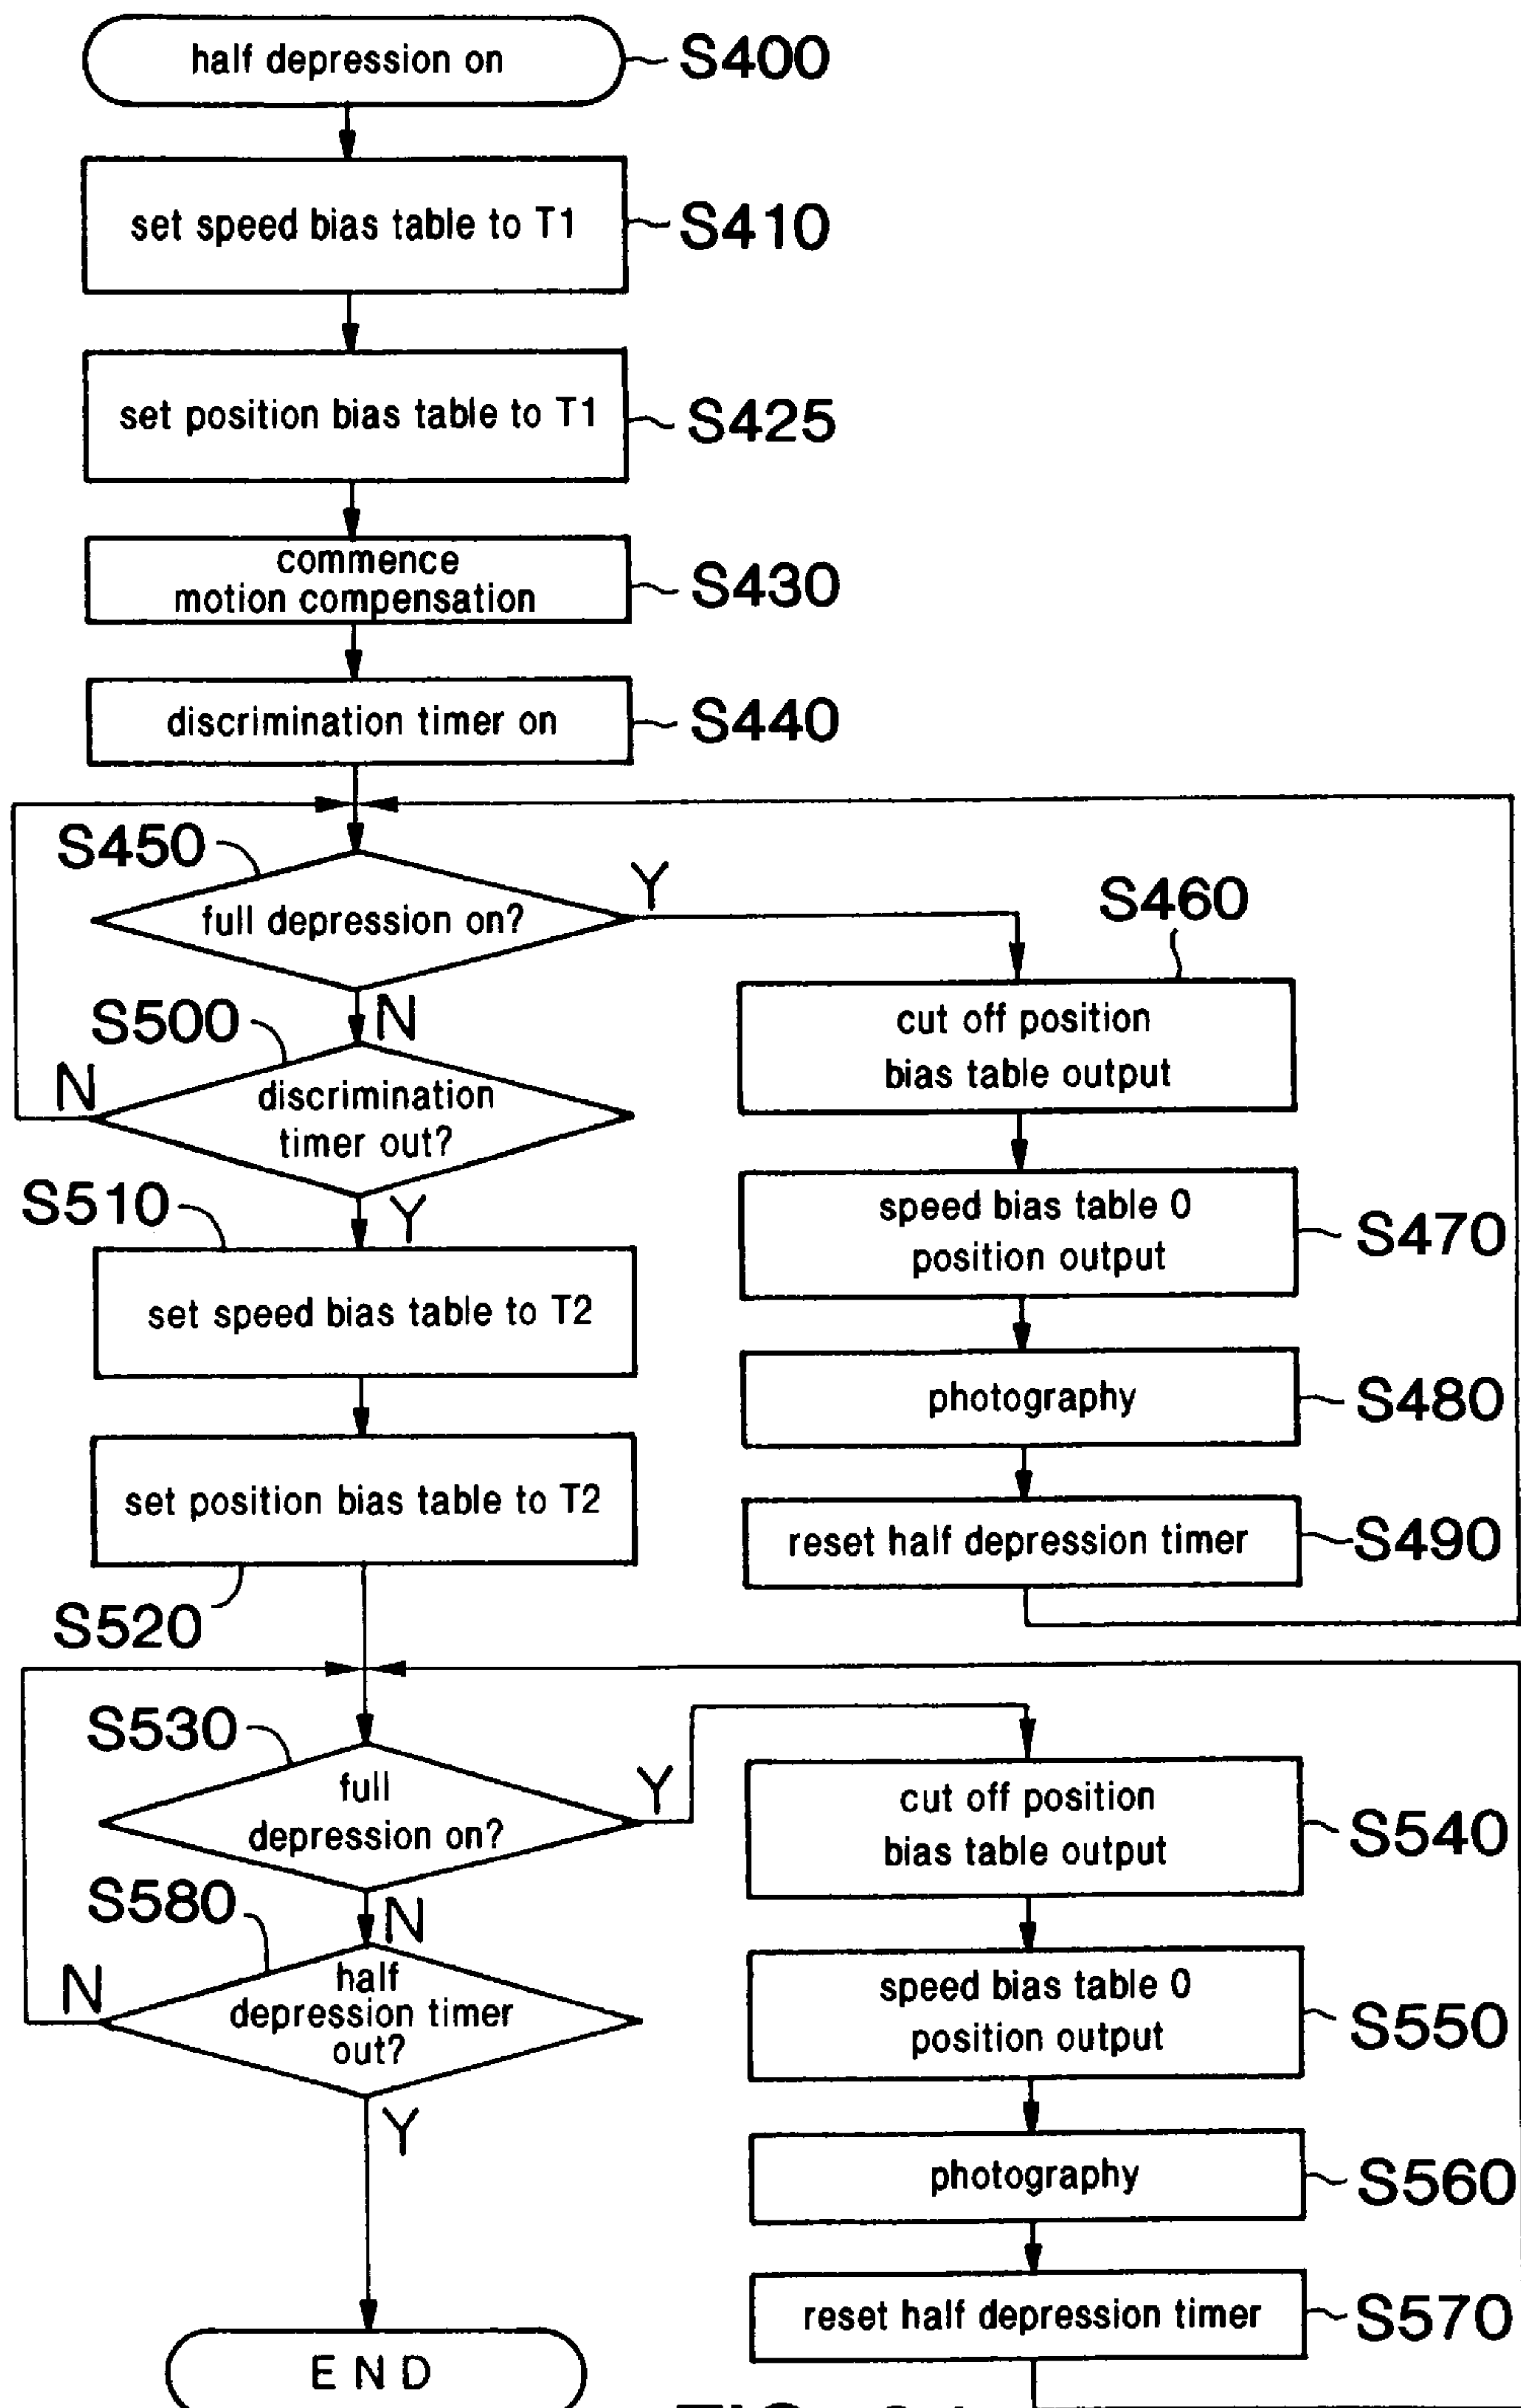 half depression on
S400
set speed bias table to T1
S410
set position bias table to T1
S425
commence
motion compensation
S430
discrimination timer on
S440
S450
full depression on?
Y
N
S460
cut off position
bias table output
S500
discrimination
timer out?
N
Y
speed bias table 0
position output
S470
S510
set speed bias table to T2
photography
S480
set position bias table to T2
S520
reset half depression timer
S490
S530
full
depression on?
Y
N
cut off position
bias table output
S540
S580
half
depression timer
out?
N
Y
speed bias table 0
position output
S550
photography
S560
reset half depression timer
S570
END